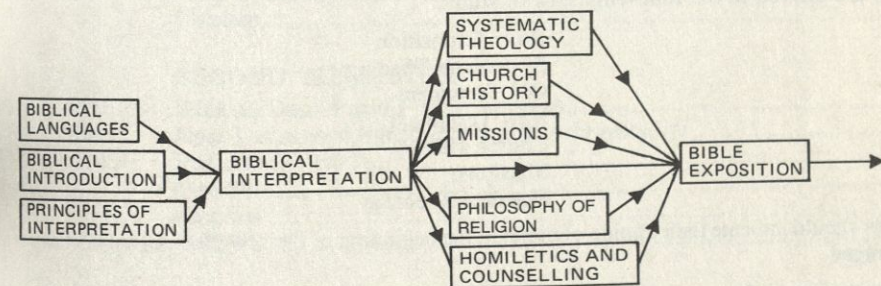 BIBLICAL
LANGUAGES
BIBLICAL
INTRODUCTION
PRINCIPLES OF
INTERPRETATION
BIBLICAL
INTERPRETATION
SYSTEMATIC
THEOLOGY
CHURCH
HISTORY
MISSIONS
PHILOSOPHY OF
RELIGION
HOMILETICS AND
COUNSELLING
BIBLE
EXPOSITION